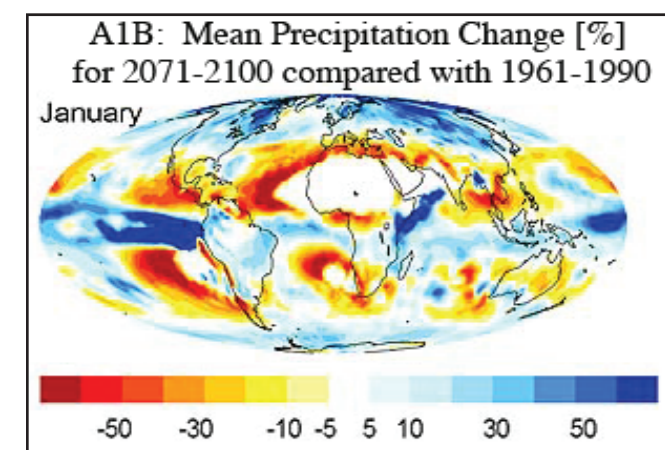 A1B: Mean Precipitation Change [%]
for 2071-2100 compared with 1961-1990
January
-50 -30 -10 -5 5 10 30 50